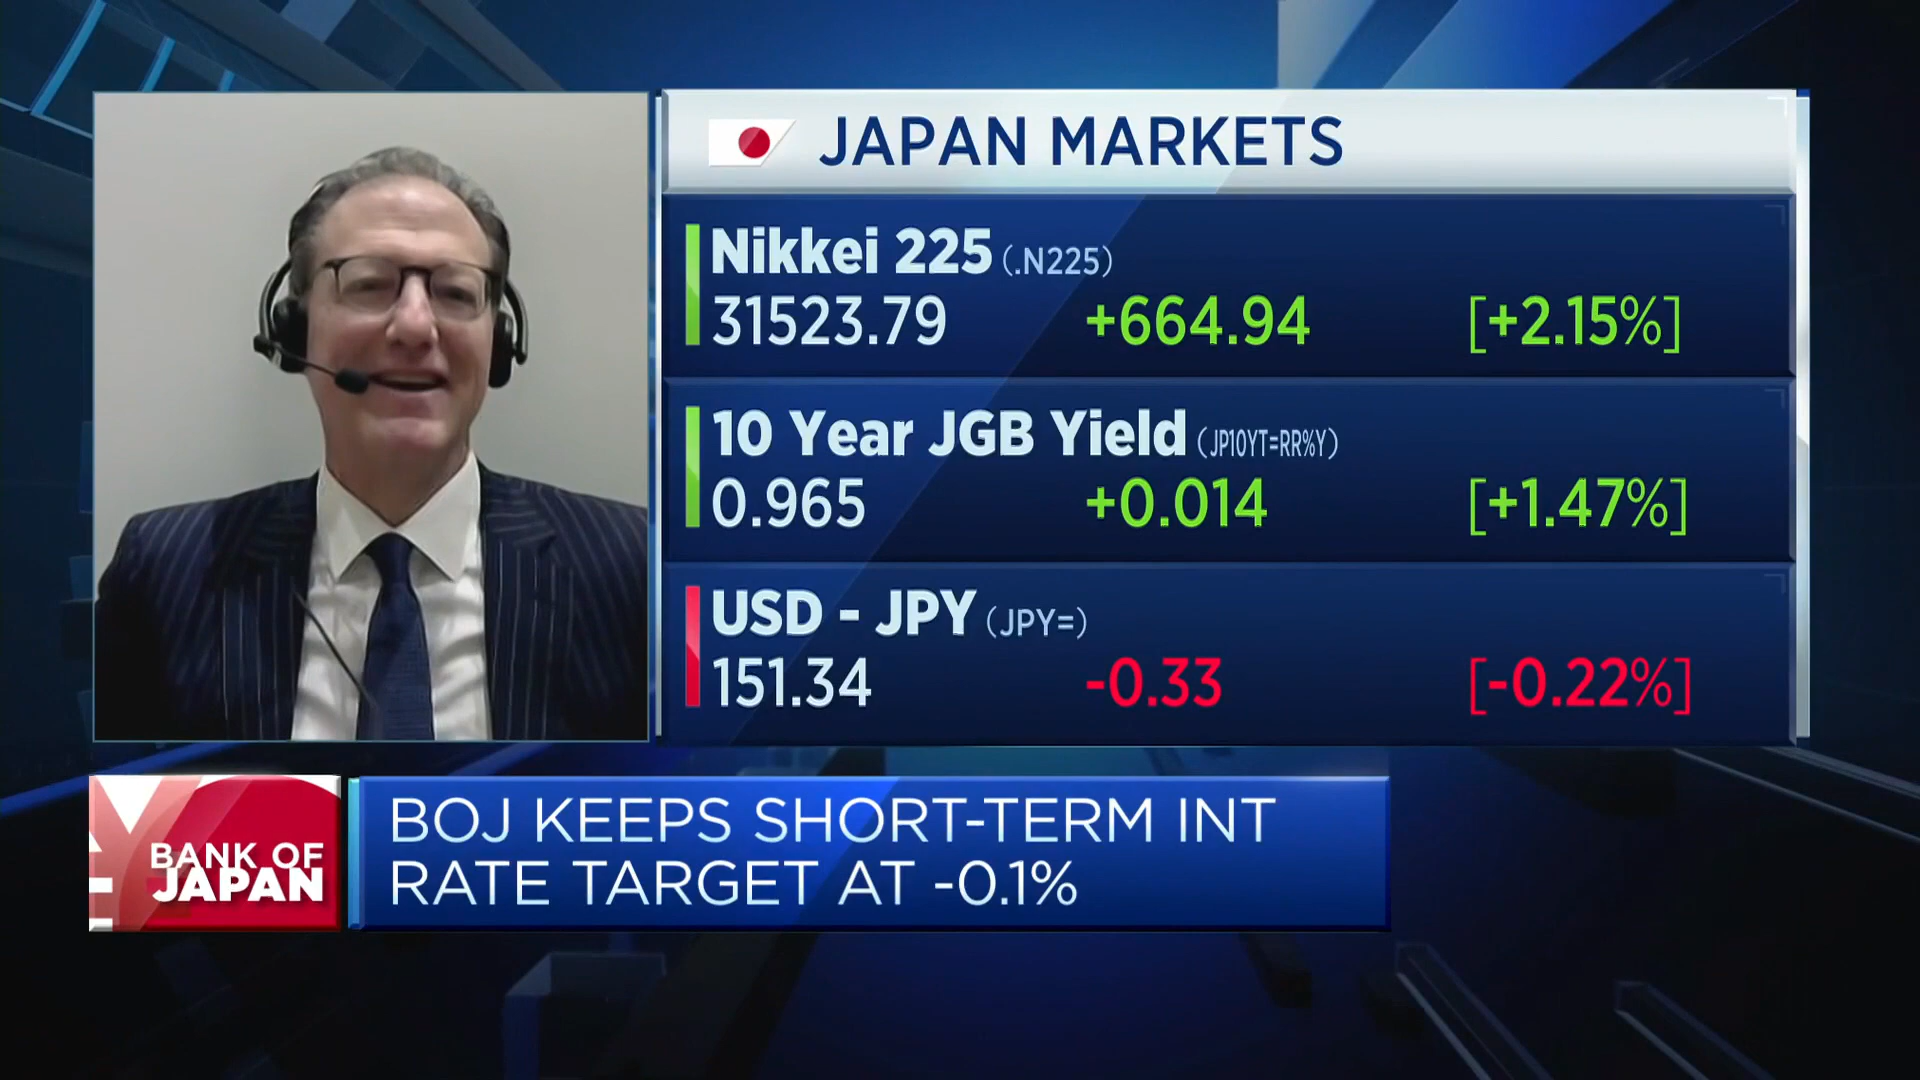 JAPAN MARKETS
Nikkei 225 (.N225)
31523.79 +664.94 [+2.15%]
10 Year JGB Yield (JP10YT=RR%Y)
0.965 +0.014 [+1.47%]
USD - JPY (JPY=)
151.34 -0.33 [-0.22%]
BANK OF
JAPAN
BOJ KEEPS SHORT-TERM INT
RATE TARGET AT -0.1%